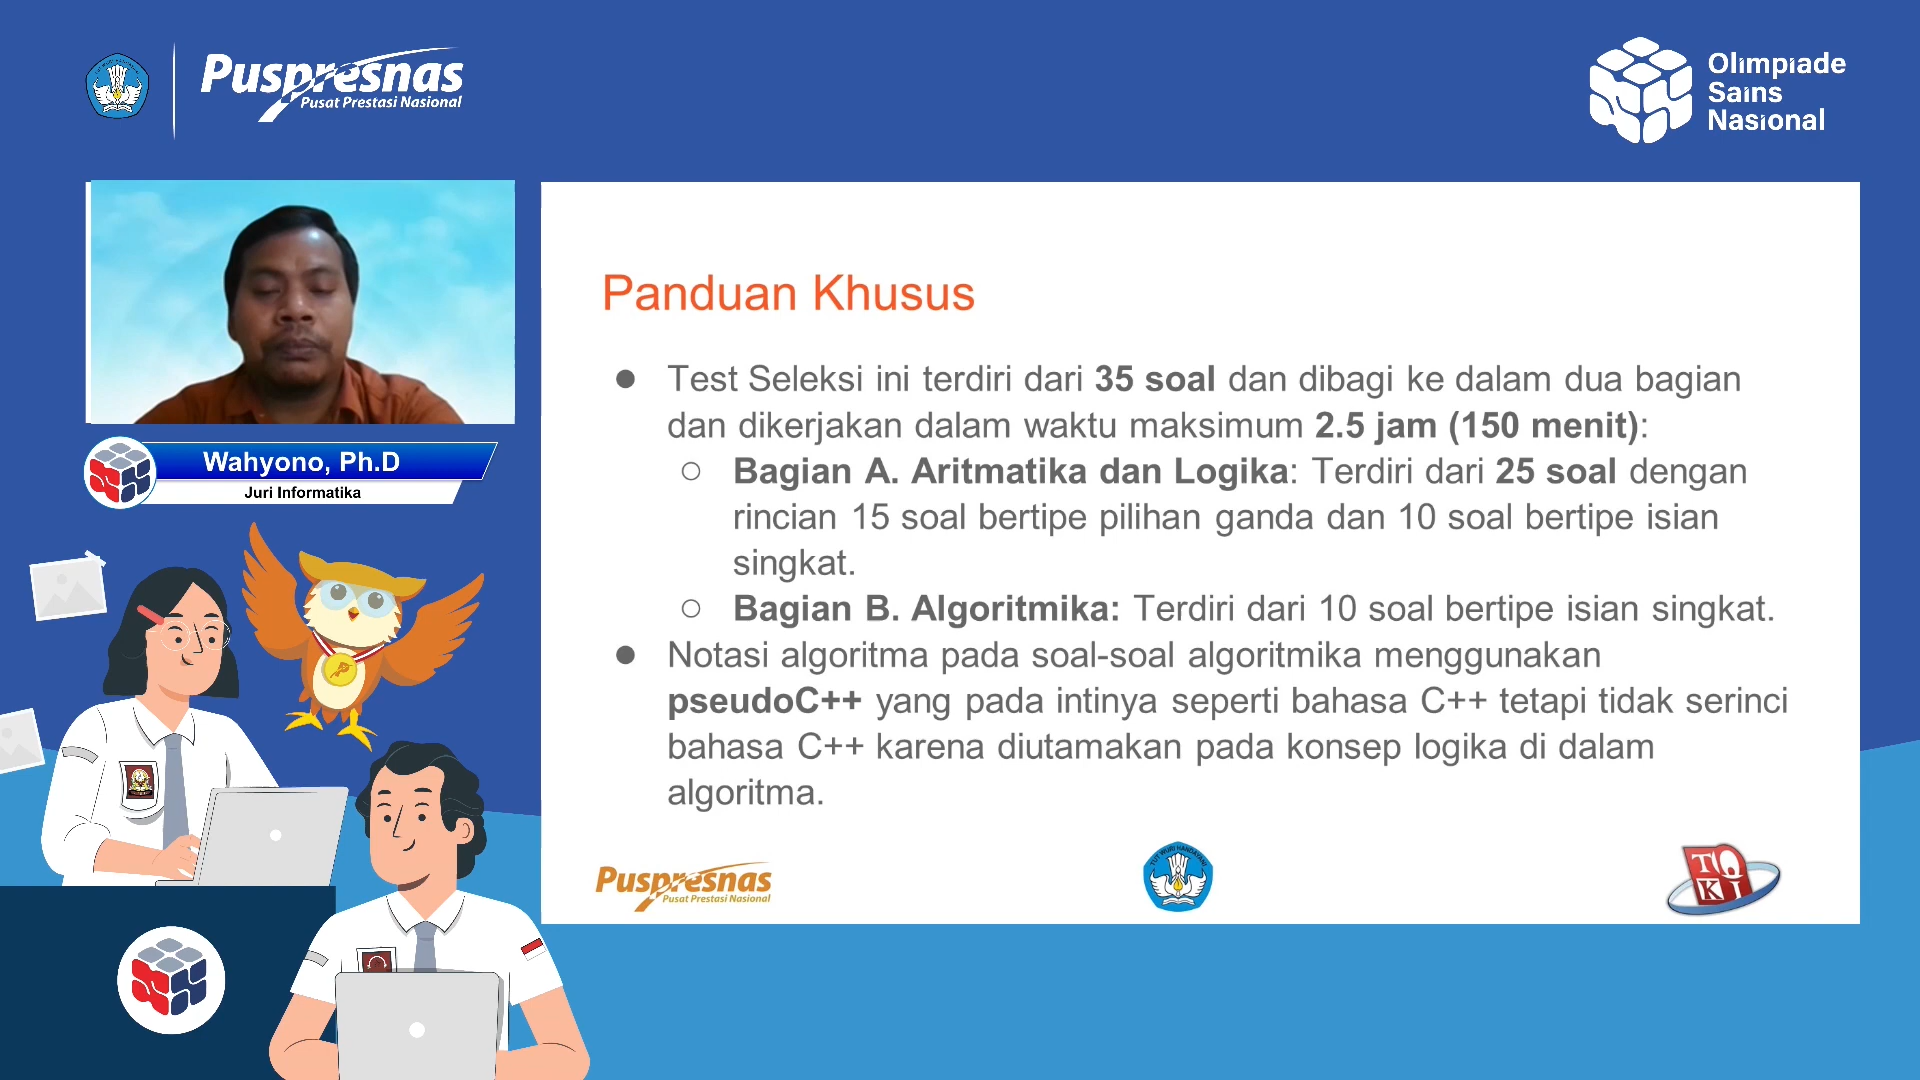 Puspresnas
Pusat Prestasi Nasional
Olimpiade
Sains
Nasional
Wahyono, Ph.D
Juri Informatika
Panduan Khusus
● Test Seleksi ini terdiri dari 35 soal dan dibagi ke dalam dua bagian
dan dikerjakan dalam waktu maksimum 2.5 jam (150 menit):
○ Bagian A. Aritmatika dan Logika: Terdiri dari 25 soal dengan
rincian 15 soal bertipe pilihan ganda dan 10 soal bertipe isian
singkat.
○ Bagian B. Algoritmika: Terdiri dari 10 soal bertipe isian singkat.
● Notasi algoritma pada soal-soal algoritmika menggunakan
pseudoC++ yang pada intinya seperti bahasa C++ tetapi tidak serinci
bahasa C++ karena diutamakan pada konsep logika di dalam
algoritma.
Puspresnas
Pusat Prestasi Nasional
TUT WURI HANDAYANI
TOKI